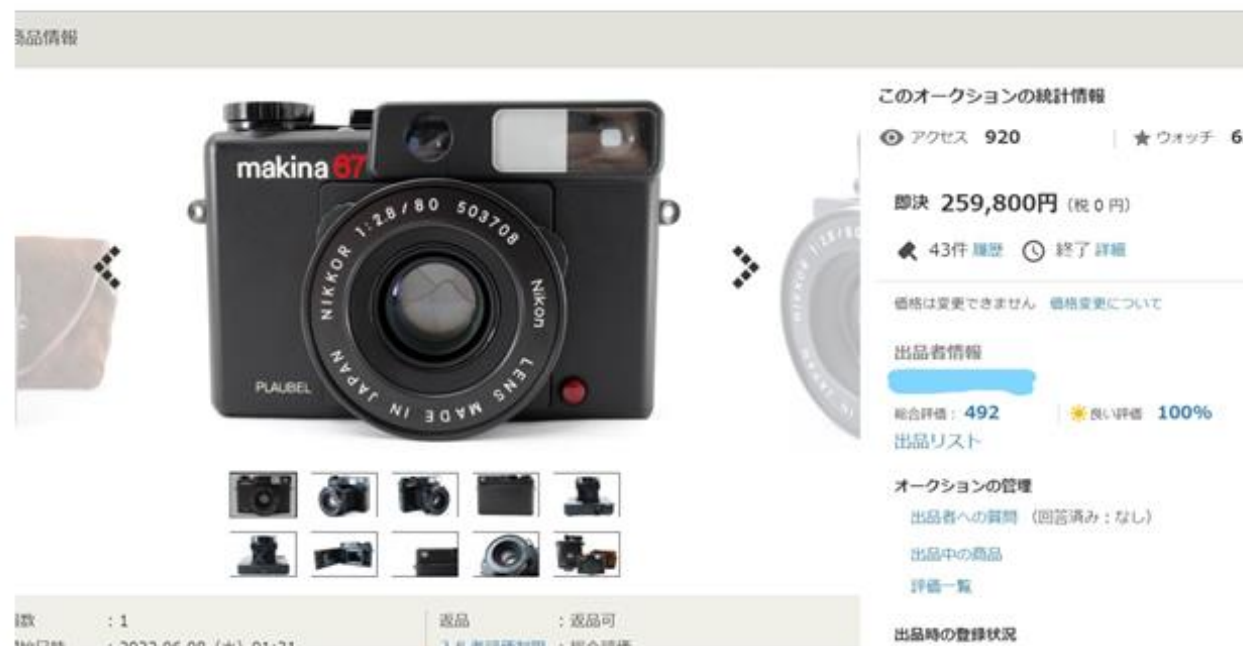 商品情報
このオークションの統計情報
アクセス 920
ウォッチ 6
即決 259,800円 (税 0 円)
43件 履歴 終了 詳細
価格は変更できません 価格変更について
出品者情報
総合評価: 492 良い評価 100%
出品リスト
オークションの管理
出品者への質問 (回答済み:なし)
出品中の商品
評価一覧
出品時の登録状況
makina 67
NIKKOR 1:2.8/80 503708 Nikon LENS MADE IN JAPAN
PLAUBEL
個数 : 1
返品 : 返品可